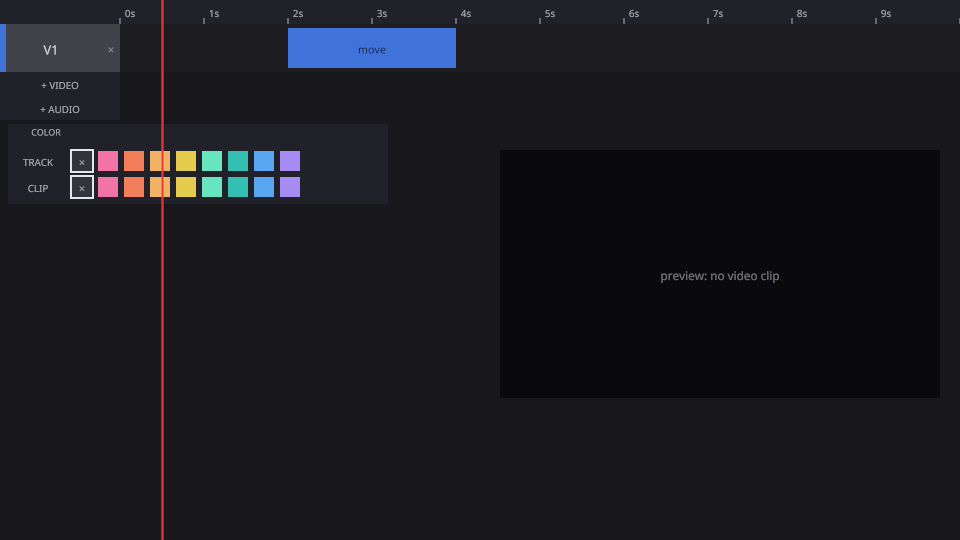 0s 1s 2s 3s 4s 5s 6s 7s 8s 9s
V1 × move
+ VIDEO
+ AUDIO
COLOR
TRACK ×
CLIP ×
preview: no video clip